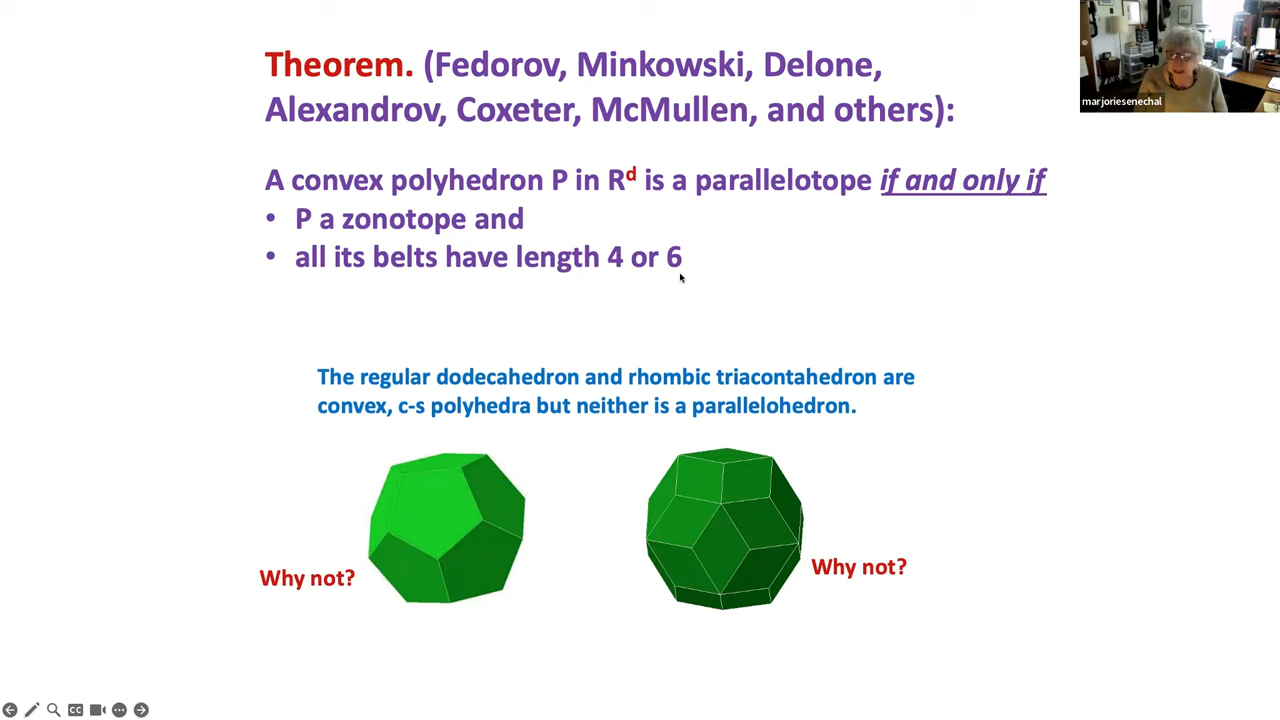 Theorem. (Fedorov, Minkowski, Delone,
Alexandrov, Coxeter, McMullen, and others):
A convex polyhedron P in Rᵈ is a parallelotope if and only if
• P a zonotope and
• all its belts have length 4 or 6
The regular dodecahedron and rhombic triacontahedron are
convex, c-s polyhedra but neither is a parallelohedron.
Why not?
Why not?
marjoriesenechal
CC